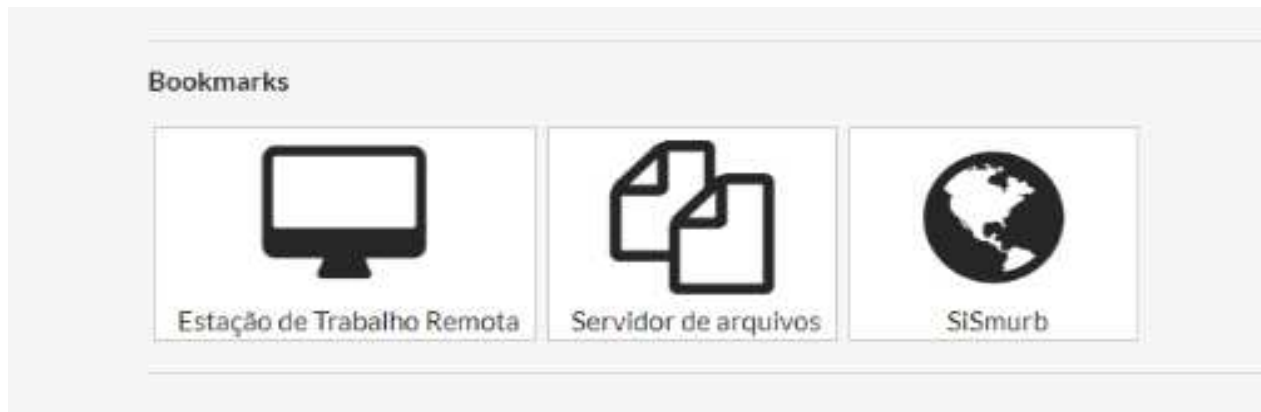 Bookmarks
Estação de Trabalho Remota
Servidor de arquivos
SiSmurb